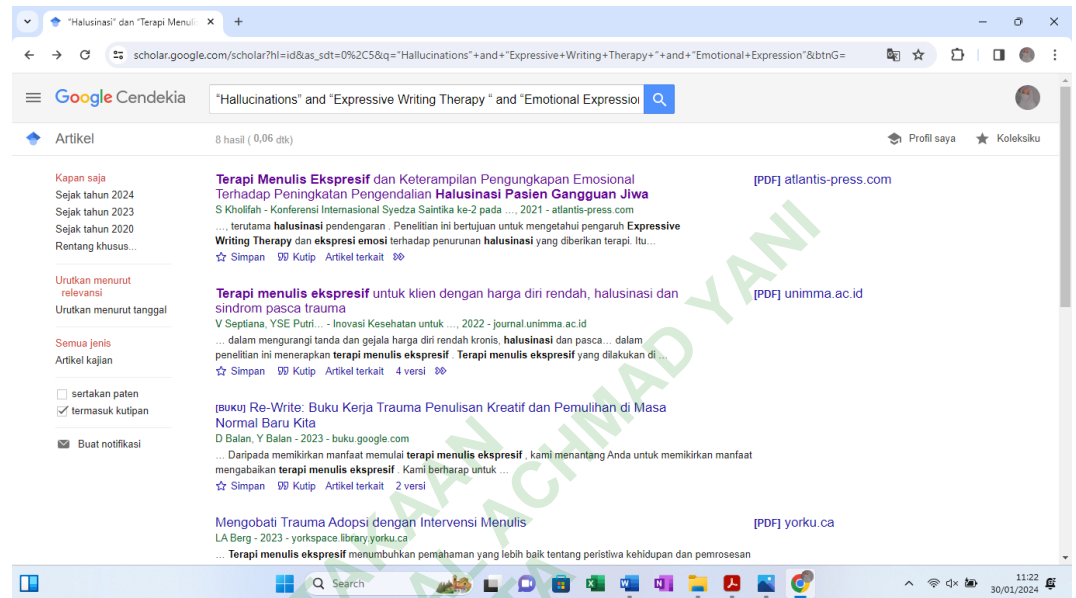 "Halusinasi" dan "Terapi Menulis
scholar.google.com/scholar?hl=id&as_sdt=0%2C5&q="Hallucinations"+and+"Expressive+Writing+Therapy+"+and+"Emotional+Expression"&btnG=
Google Cendekia
"Hallucinations" and "Expressive Writing Therapy " and "Emotional Expression
Artikel
8 hasil ( 0,06 dtk)
Profil saya
Koleksiku
Kapan saja
Sejak tahun 2024
Sejak tahun 2023
Sejak tahun 2020
Rentang khusus...
Urutkan menurut
relevansi
Urutkan menurut tanggal
Semua jenis
Artikel kajian
sertakan paten
termasuk kutipan
Buat notifikasi
Terapi Menulis Ekspresif dan Keterampilan Pengungkapan Emosional
Terhadap Peningkatan Pengendalian Halusinasi Pasien Gangguan Jiwa
[PDF] atlantis-press.com
S Kholifah - Konferensi Internasional Syedza Saintika ke-2 pada …, 2021 - atlantis-press.com
…, terutama halusinasi pendengaran . Penelitian ini bertujuan untuk mengetahui pengaruh Expressive
Writing Therapy dan ekspresi emosi terhadap penurunan halusinasi yang diberikan terapi. Itu…
Simpan Kutip Artikel terkait
Terapi menulis ekspresif untuk klien dengan harga diri rendah, halusinasi dan
sindrom pasca trauma
[PDF] unimma.ac.id
V Septiana, YSE Putri… - Inovasi Kesehatan untuk …, 2022 - journal.unimma.ac.id
… dalam mengurangi tanda dan gejala harga diri rendah kronis, halusinasi dan pasca… dalam
penelitian ini menerapkan terapi menulis ekspresif . Terapi menulis ekspresif yang dilakukan di …
Simpan Kutip Artikel terkait 4 versi
[BUKU] Re-Write: Buku Kerja Trauma Penulisan Kreatif dan Pemulihan di Masa
Normal Baru Kita
D Balan, Y Balan - 2023 - buku.google.com
… Daripada memikirkan manfaat memulai terapi menulis ekspresif , kami menantang Anda untuk memikirkan manfaat
mengabaikan terapi menulis ekspresif . Kami berharap untuk …
Simpan Kutip Artikel terkait 2 versi
Mengobati Trauma Adopsi dengan Intervensi Menulis
[PDF] yorku.ca
LA Berg - 2023 - yorkspace.library.yorku.ca
… Terapi menulis ekspresif menumbuhkan pemahaman yang lebih baik tentang peristiwa kehidupan dan pemrosesan
Search
11:22
30/01/2024
ACHMAD YANI